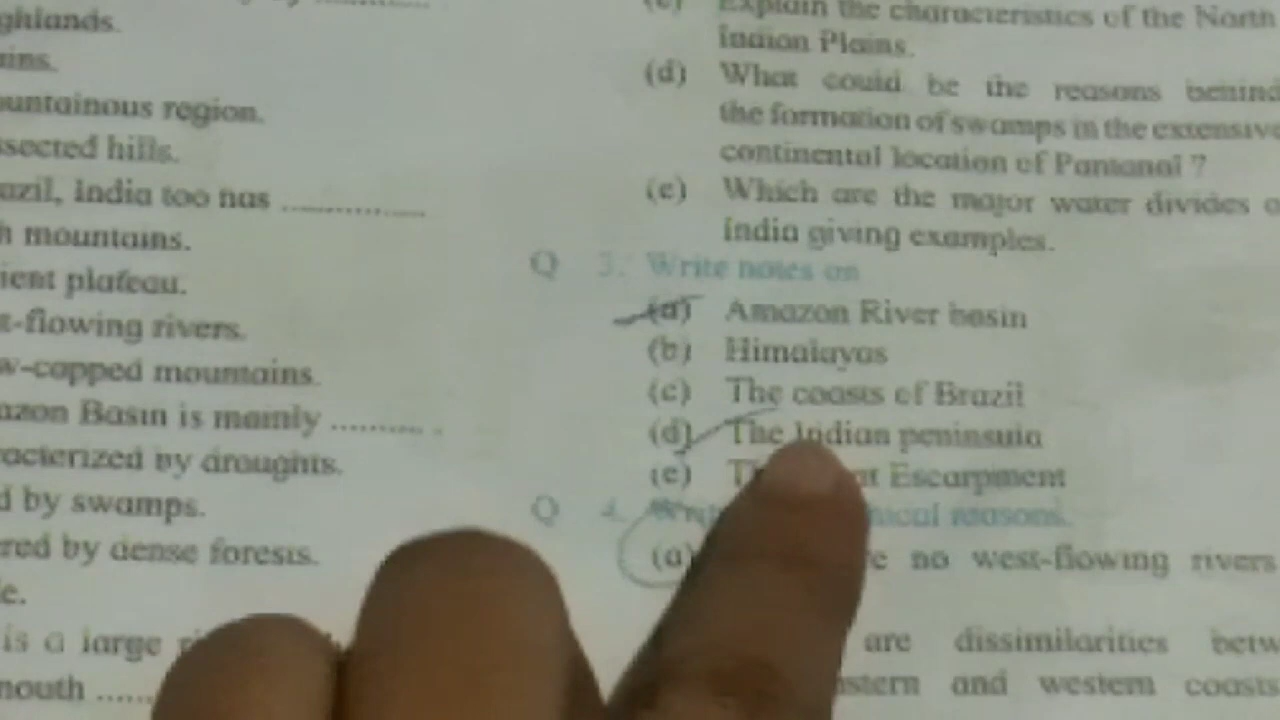 ghlands.
ains.
ountainous region.
ssected hills.
azil, India too has ..............
h mountains.
ient plateau.
t-flowing rivers.
w-capped mountains.
azon Basin is mainly ......... .
racterized by droughts.
d by swamps.
ered by dense forests.
e.
is a large
mouth ......
(c) Explain the characteristics of the North
Indian Plains.
(d) What could be the reasons behind
the formation of swamps in the extensive
continental location of Pantanal ?
(e) Which are the major water divides o
India giving examples.
Q 3. Write notes on
(a) Amazon River basin
(b) Himalayas
(c) The coasts of Brazil
(d) The Indian peninsula
(e) Escarpment
Q 4. reasons.
(a) no west-flowing rivers
are dissimilarities betw
astern and western coasts